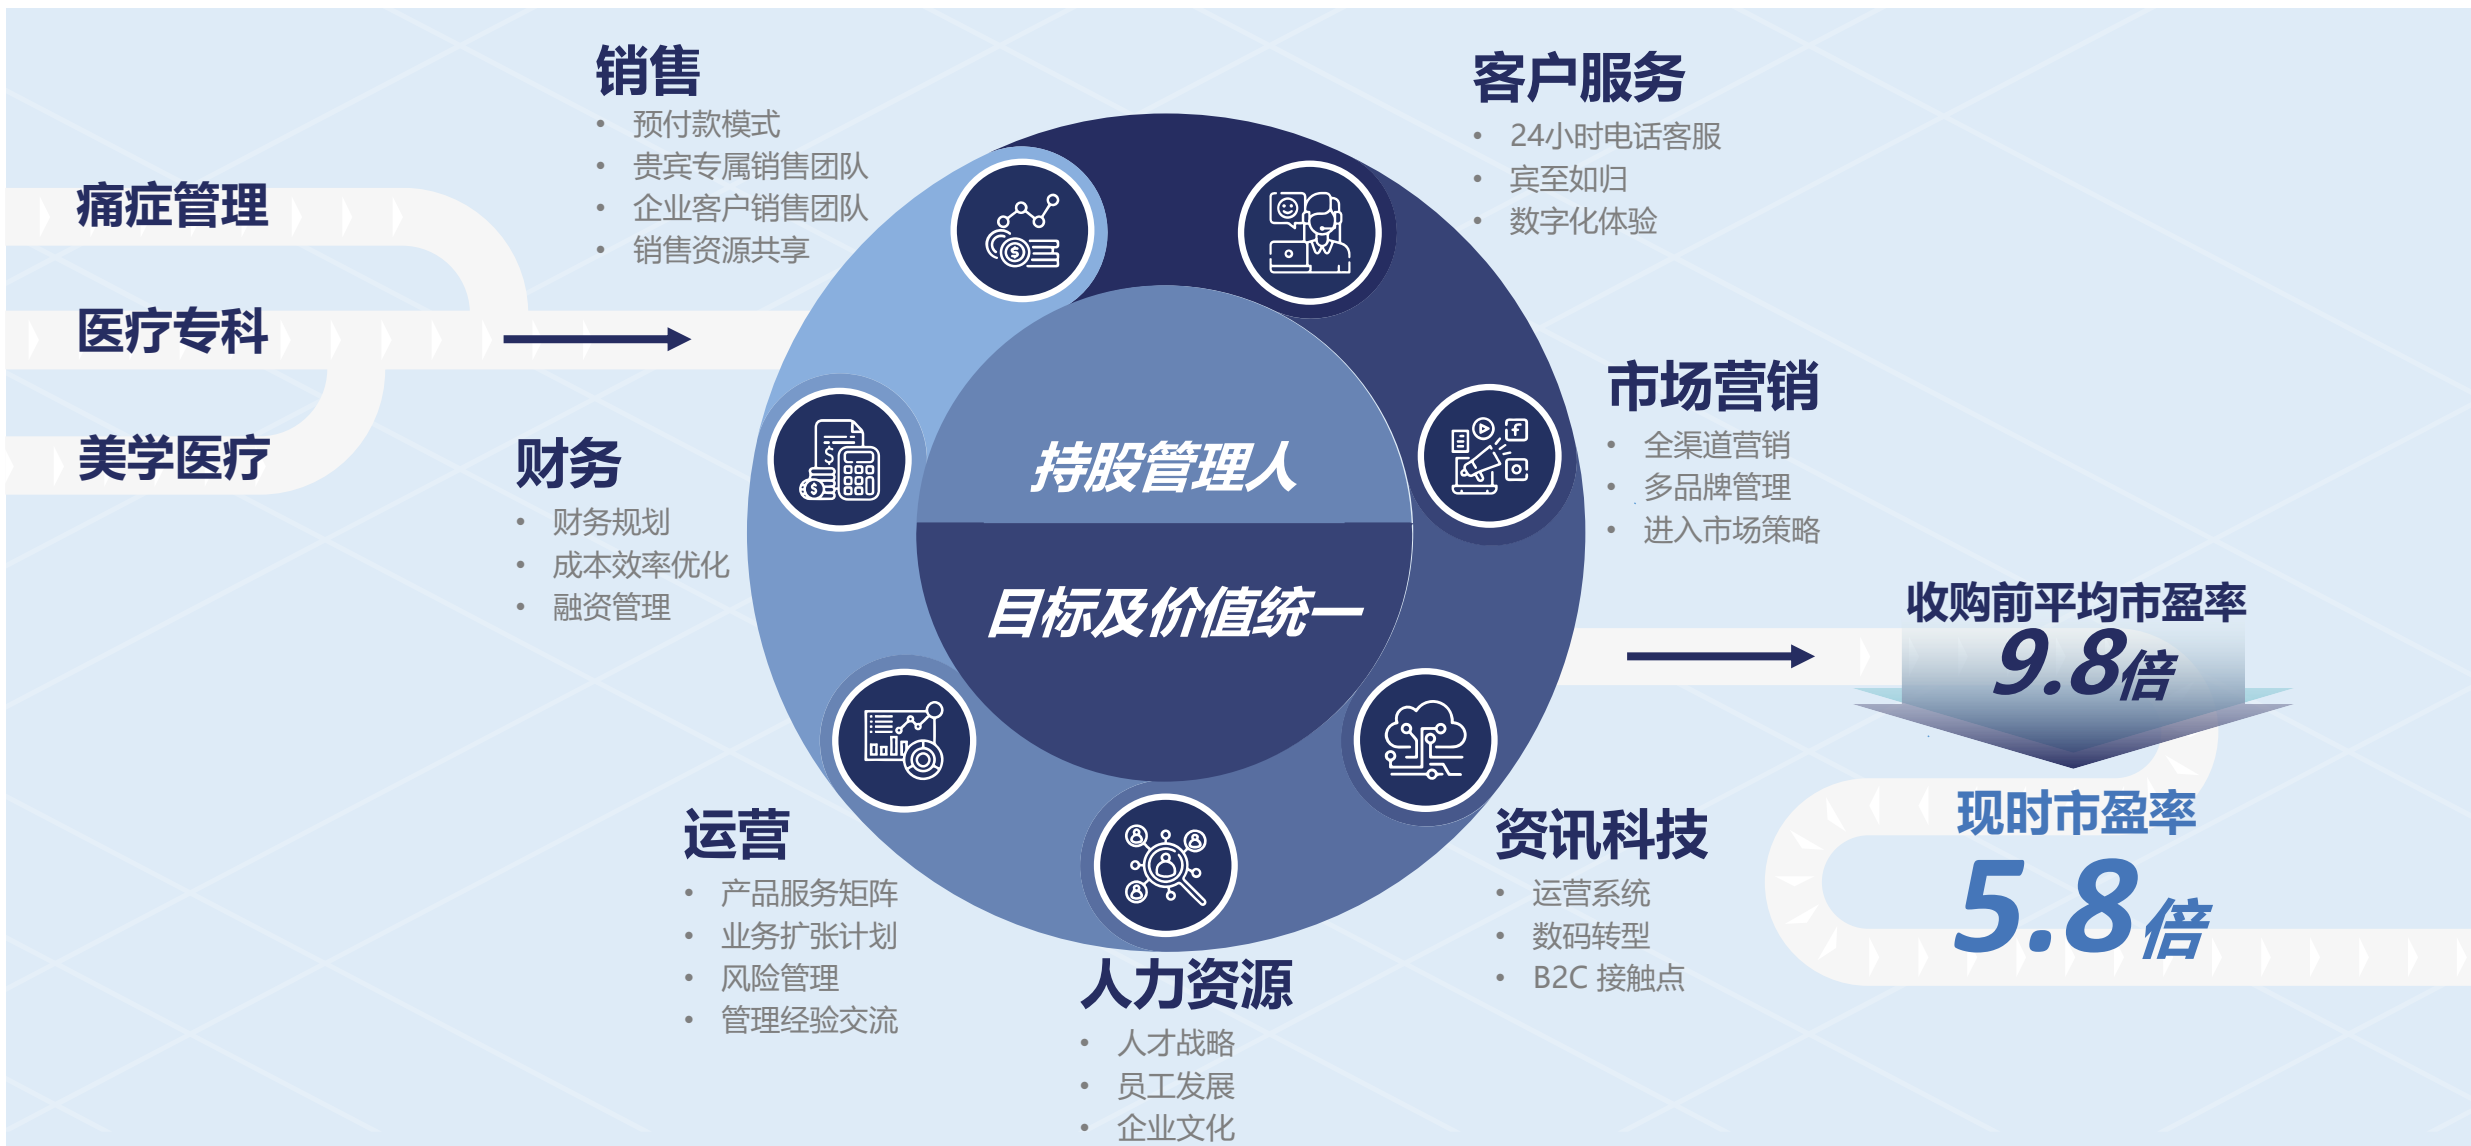 痛症管理
医疗专科
美学医疗
销售
• 预付款模式
• 贵宾专属销售团队
• 企业客户销售团队
• 销售资源共享
财务
• 财务规划
• 成本效率优化
• 融资管理
运营
• 产品服务矩阵
• 业务扩张计划
• 风险管理
• 管理经验交流
人力资源
• 人才战略
• 员工发展
• 企业文化
持股管理人
目标及价值统一
客户服务
• 24小时电话客服
• 宾至如归
• 数字化体验
市场营销
• 全渠道营销
• 多品牌管理
• 进入市场策略
资讯科技
• 运营系统
• 数码转型
• B2C 接触点
收购前平均市盈率
9.8倍
现时市盈率
5.8倍